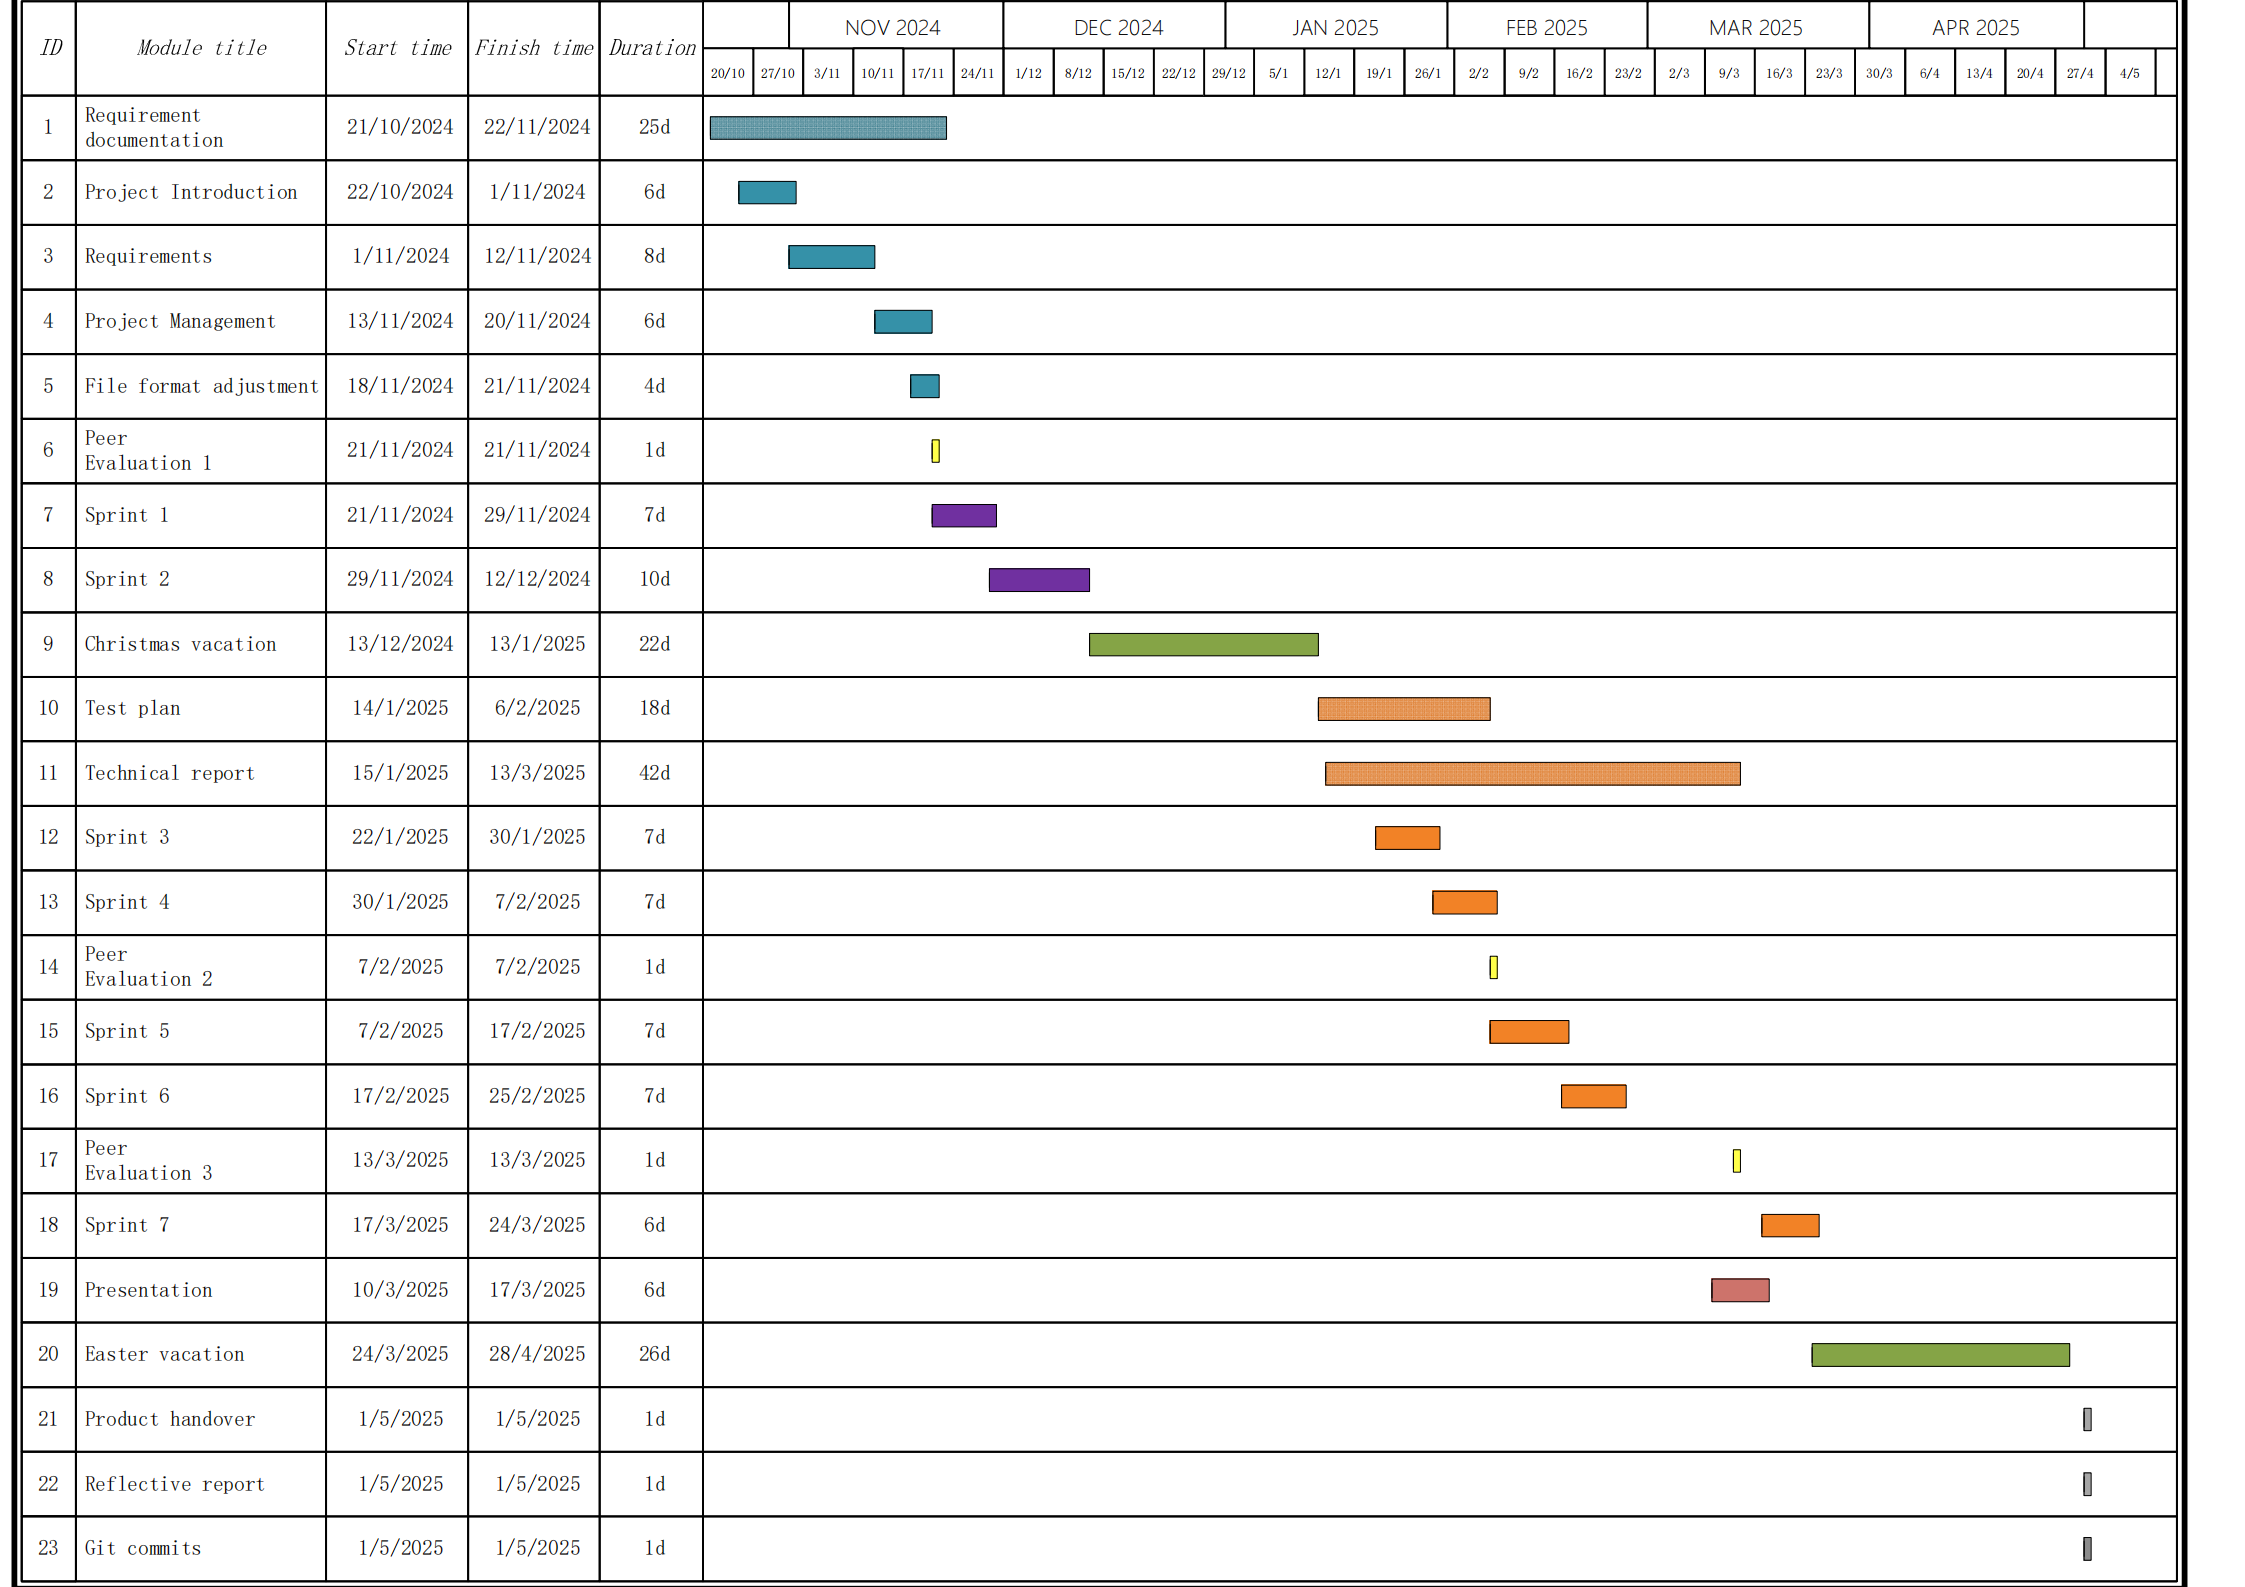 ID Module title Start time Finish time Duration NOV 2024 DEC 2024 JAN 2025 FEB 2025 MAR 2025 APR 2025
20/10 27/10 3/11 10/11 17/11 24/11 1/12 8/12 15/12 22/12 29/12 5/1 12/1 19/1 26/1 2/2 9/2 16/2 23/2 2/3 9/3 16/3 23/3 30/3 6/4 13/4 20/4 27/4 4/5
1 Requirement
documentation 21/10/2024 22/11/2024 25d
2 Project Introduction 22/10/2024 1/11/2024 6d
3 Requirements 1/11/2024 12/11/2024 8d
4 Project Management 13/11/2024 20/11/2024 6d
5 File format adjustment 18/11/2024 21/11/2024 4d
6 Peer
Evaluation 1 21/11/2024 21/11/2024 1d
7 Sprint 1 21/11/2024 29/11/2024 7d
8 Sprint 2 29/11/2024 12/12/2024 10d
9 Christmas vacation 13/12/2024 13/1/2025 22d
10 Test plan 14/1/2025 6/2/2025 18d
11 Technical report 15/1/2025 13/3/2025 42d
12 Sprint 3 22/1/2025 30/1/2025 7d
13 Sprint 4 30/1/2025 7/2/2025 7d
14 Peer
Evaluation 2 7/2/2025 7/2/2025 1d
15 Sprint 5 7/2/2025 17/2/2025 7d
16 Sprint 6 17/2/2025 25/2/2025 7d
17 Peer
Evaluation 3 13/3/2025 13/3/2025 1d
18 Sprint 7 17/3/2025 24/3/2025 6d
19 Presentation 10/3/2025 17/3/2025 6d
20 Easter vacation 24/3/2025 28/4/2025 26d
21 Product handover 1/5/2025 1/5/2025 1d
22 Reflective report 1/5/2025 1/5/2025 1d
23 Git commits 1/5/2025 1/5/2025 1d